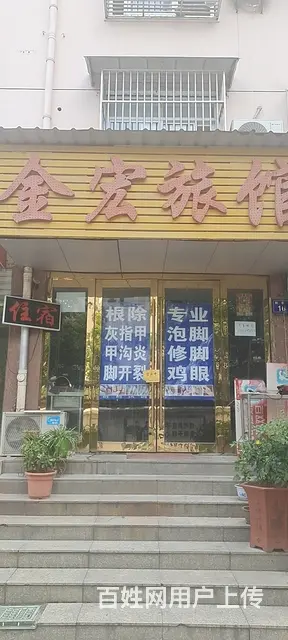 金宏旅馆
住宿
根除
灰指甲
甲沟炎
脚开裂
专业
泡脚
修脚
鸡眼
16
百姓网用户上传